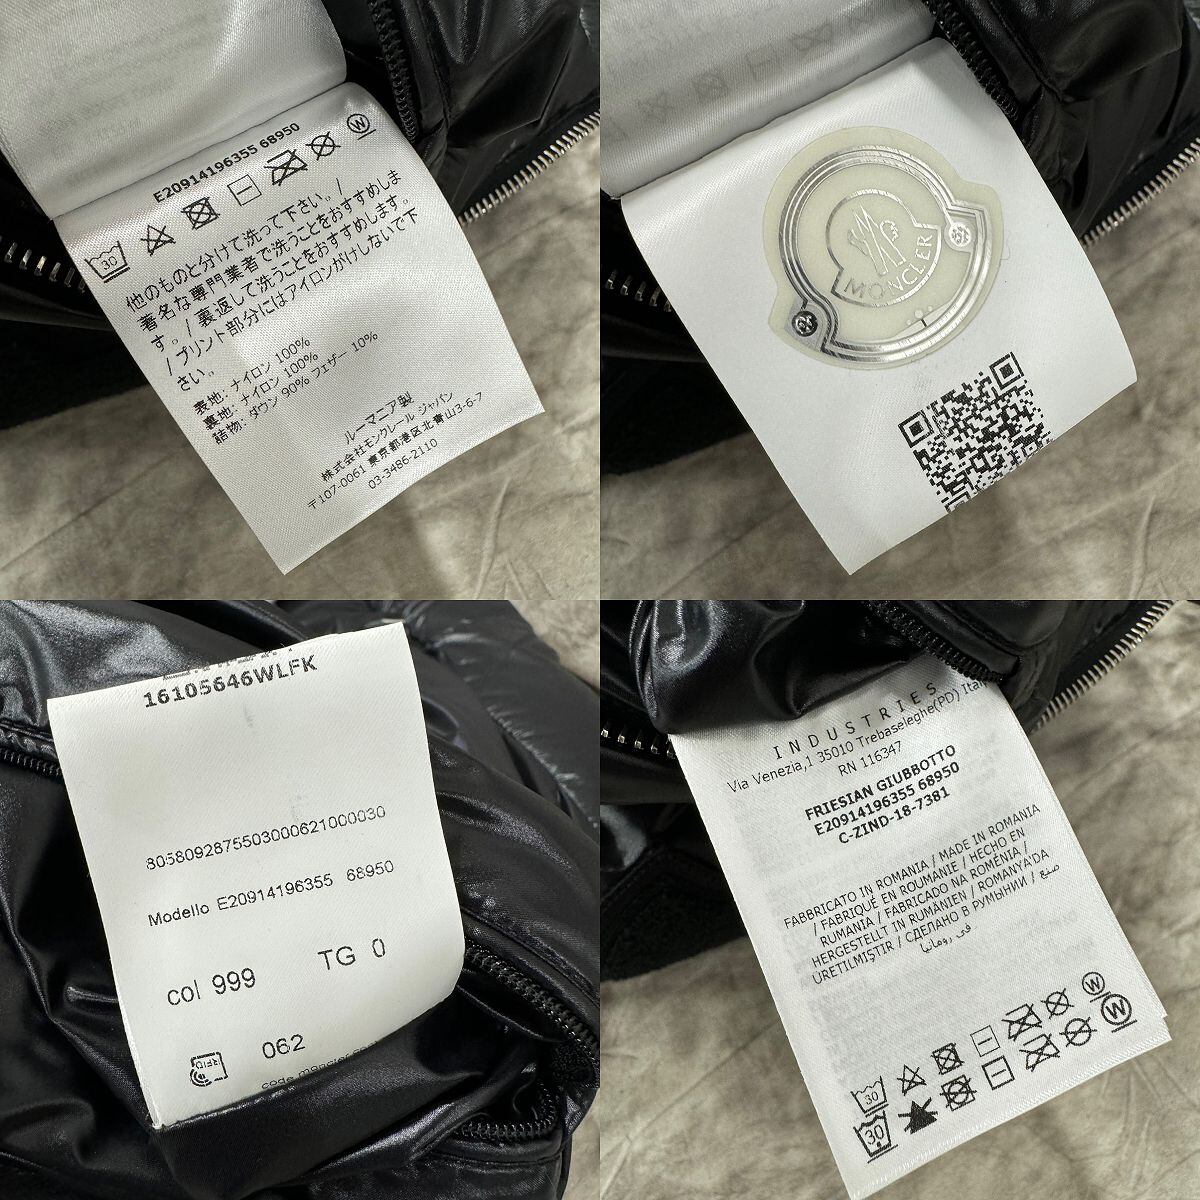 E20914196355 68950
30
W
他のものと分けて洗って下さい。/
著名な専門業者で洗うことをおすすめしま
す。/裏返して洗うことをおすすめします。
/プリント部分にはアイロンがけしないで下
さい。
表地: ナイロン 100%
裏地: ナイロン 100%
詰物: ダウン 90% フェザー 10%
ルーマニア製
株式会社モンクレール ジャパン
〒107-0061 東京都港区北青山3-6-7
03-3486-2110
MONCLER
16105646WLFK
8058092875503000621000030
Modello E20914196355 68950
col 999 TG 0
RFID 062
code.moncler
INDUSTRIES
Via Venezia,1 35010 Trebaseleghe(PD) Ital
RN 116347
FRIESIAN GIUBBOTTO
E20914196355 68950
C-ZIND-18-7381
FABBRICATO IN ROMANIA / MADE IN ROMANIA
/ FABRIQUÉ EN ROUMANIE / HECHO EN
RUMANIA / FABRICADO NA ROMÉNIA /
HERGESTELLT IN RUMÄNIEN / ROMANYA'DA
ÜRETILMIŞTIR / СДЕЛАНО В РУМЫНИИ / صنع
في رومانيا
30
W
30
W